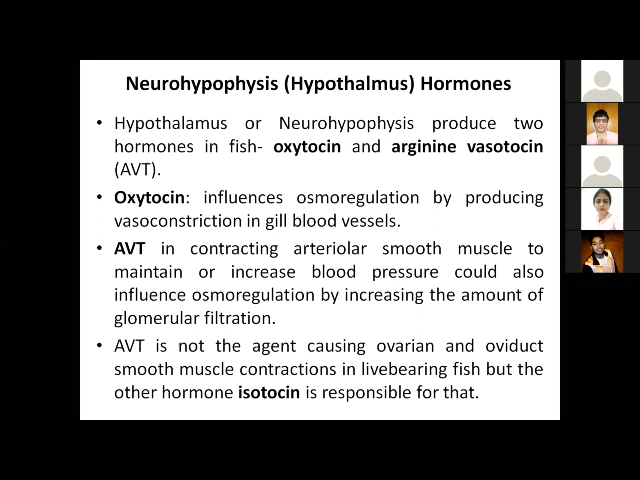 Neurohypophysis (Hypothalmus) Hormones
• Hypothalamus or Neurohypophysis produce two
hormones in fish- oxytocin and arginine vasotocin
(AVT).
• Oxytocin: influences osmoregulation by producing
vasoconstriction in gill blood vessels.
• AVT in contracting arteriolar smooth muscle to
maintain or increase blood pressure could also
influence osmoregulation by increasing the amount of
glomerular filtration.
• AVT is not the agent causing ovarian and oviduct
smooth muscle contractions in livebearing fish but the
other hormone isotocin is responsible for that.